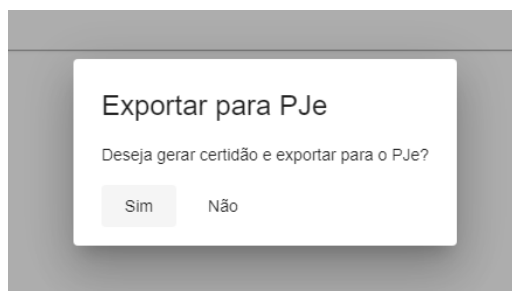 Exportar para PJe
Deseja gerar certidão e exportar para o PJe?
Sim Não